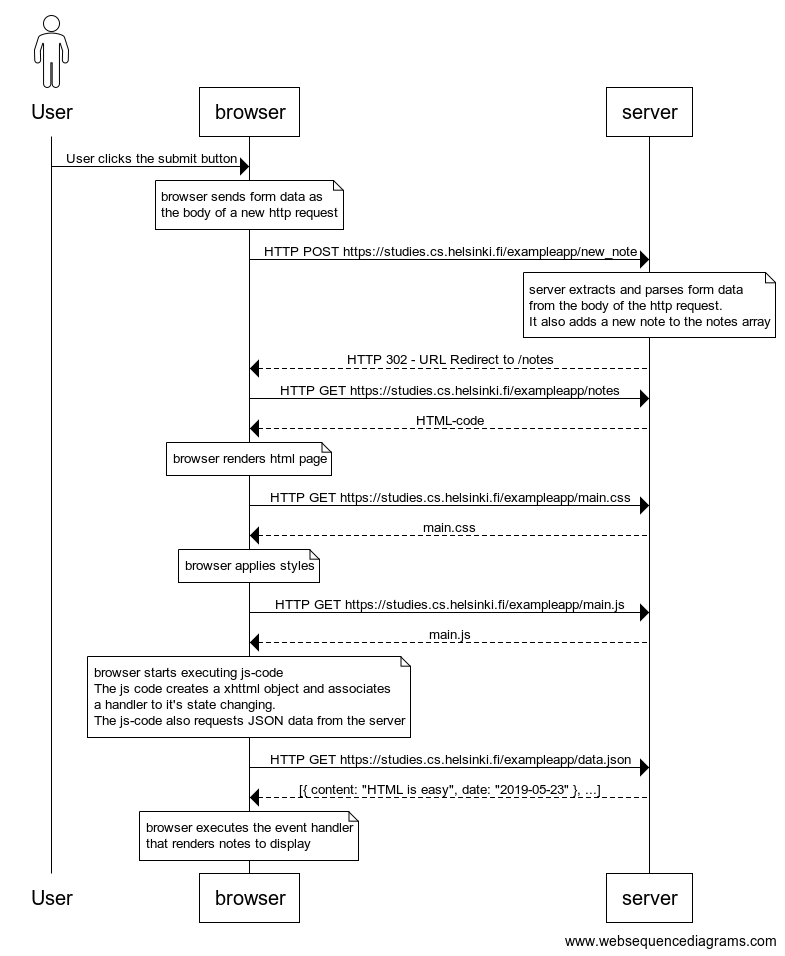 User
browser
server
User clicks the submit button
browser sends form data as
the body of a new http request
HTTP POST https://studies.cs.helsinki.fi/exampleapp/new_note
server extracts and parses form data
from the body of the http request.
It also adds a new note to the notes array
HTTP 302 - URL Redirect to /notes
HTTP GET https://studies.cs.helsinki.fi/exampleapp/notes
HTML-code
browser renders html page
HTTP GET https://studies.cs.helsinki.fi/exampleapp/main.css
main.css
browser applies styles
HTTP GET https://studies.cs.helsinki.fi/exampleapp/main.js
main.js
browser starts executing js-code
The js code creates a xhttml object and associates
a handler to it's state changing.
The js-code also requests JSON data from the server
HTTP GET https://studies.cs.helsinki.fi/exampleapp/data.json
[{ content: "HTML is easy", date: "2019-05-23" }, ...]
browser executes the event handler
that renders notes to display
User
browser
server
www.websequencediagrams.com